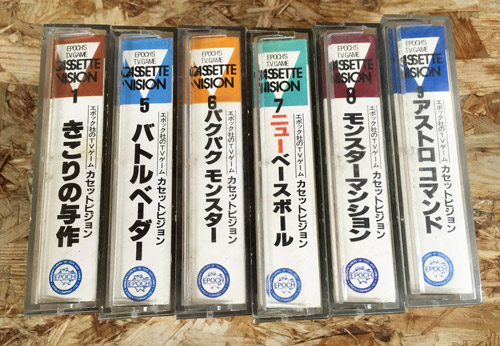 EPOCH'S
TV.GAME
CASSETTE
VISION
1
エポック社のTVゲーム カセットビジョン
きこりの与作
EPOCH
EPOCH'S
TV.GAME
CASSETTE
VISION
5
エポック社のTVゲーム カセットビジョン
バトルベーダー
EPOCH
EPOCH'S
TV.GAME
CASSETTE
VISION
6
エポック社のTVゲーム カセットビジョン
パクパク モンスター
EPOCH
EPOCH'S
TV.GAME
CASSETTE
VISION
7
エポック社のTVゲーム カセットビジョン
ニューベースボール
EPOCH
EPOCH'S
TV.GAME
CASSETTE
VISION
8
エポック社のTVゲーム カセットビジョン
モンスターマンション
EPOCH
EPOCH'S
TV.GAME
CASSETTE
VISION
9
エポック社のTVゲーム カセットビジョン
アストロ コマンド
EPOCH